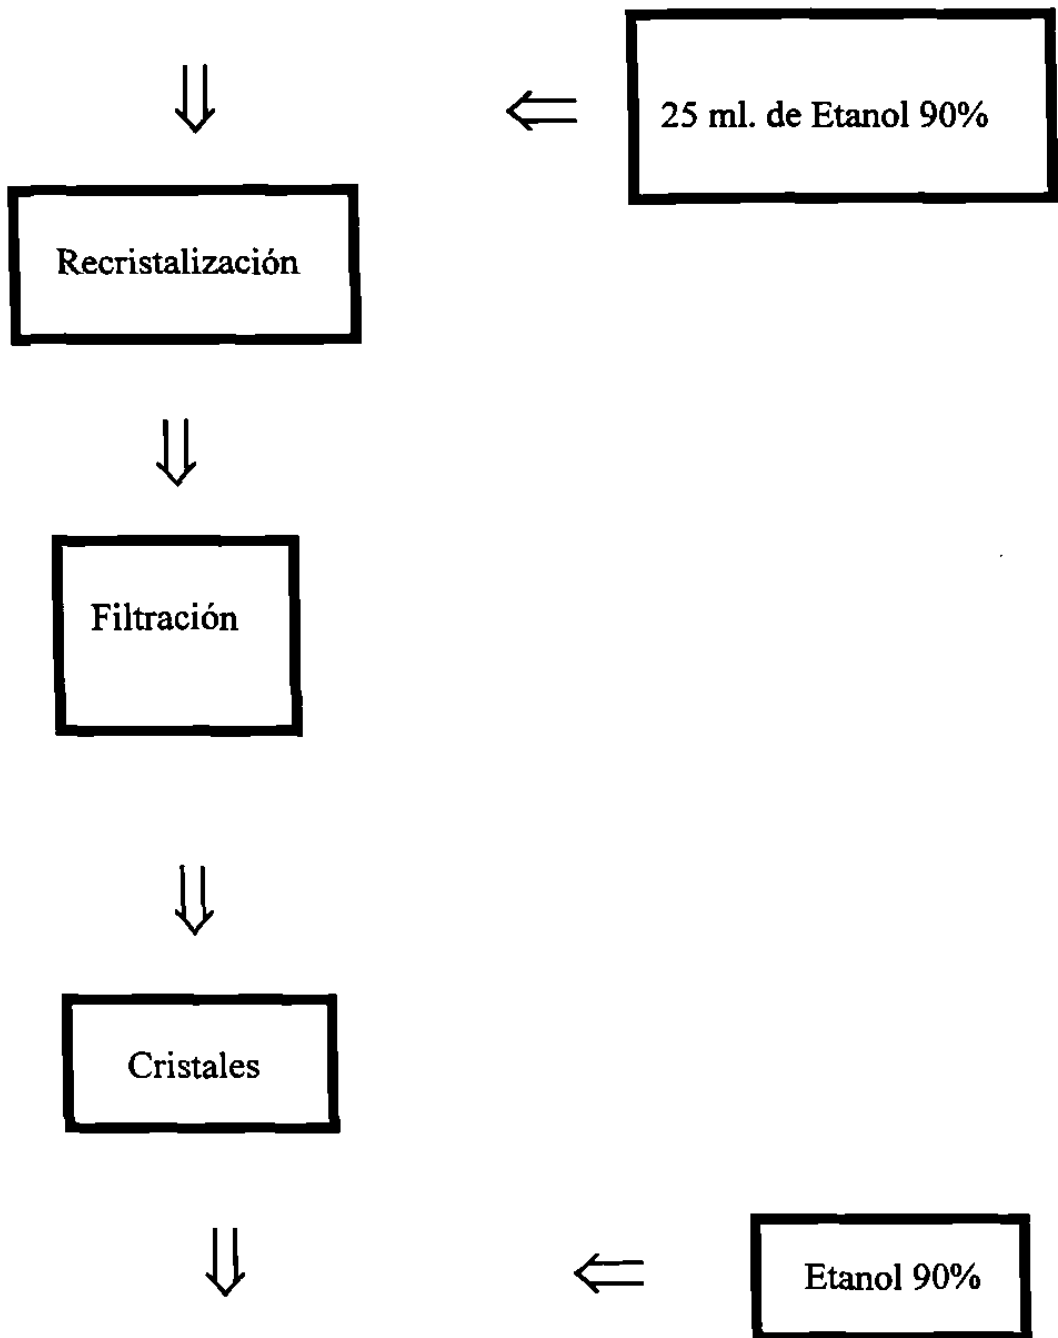 25 ml. de Etanol 90%
Recristalización
Filtración
Cristales
Etanol 90%